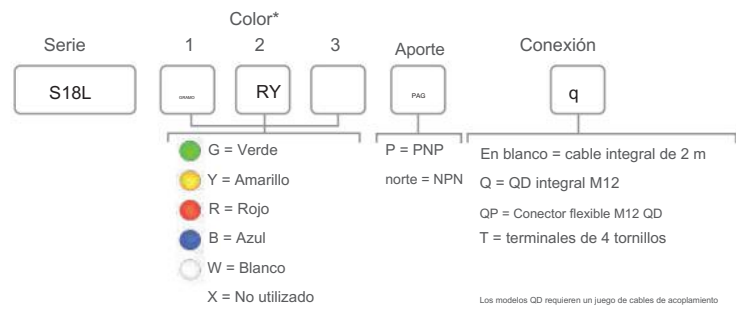 Color*
Serie 1 2 3 Aporte Conexión
S18L GRAMO RY PAG q
G = Verde
Y = Amarillo
R = Rojo
B = Azul
W = Blanco
X = No utilizado
P = PNP
norte = NPN
En blanco = cable integral de 2 m
Q = QD integral M12
QP = Conector flexible M12 QD
T = terminales de 4 tornillos
Los modelos QD requieren un juego de cables de acoplamiento